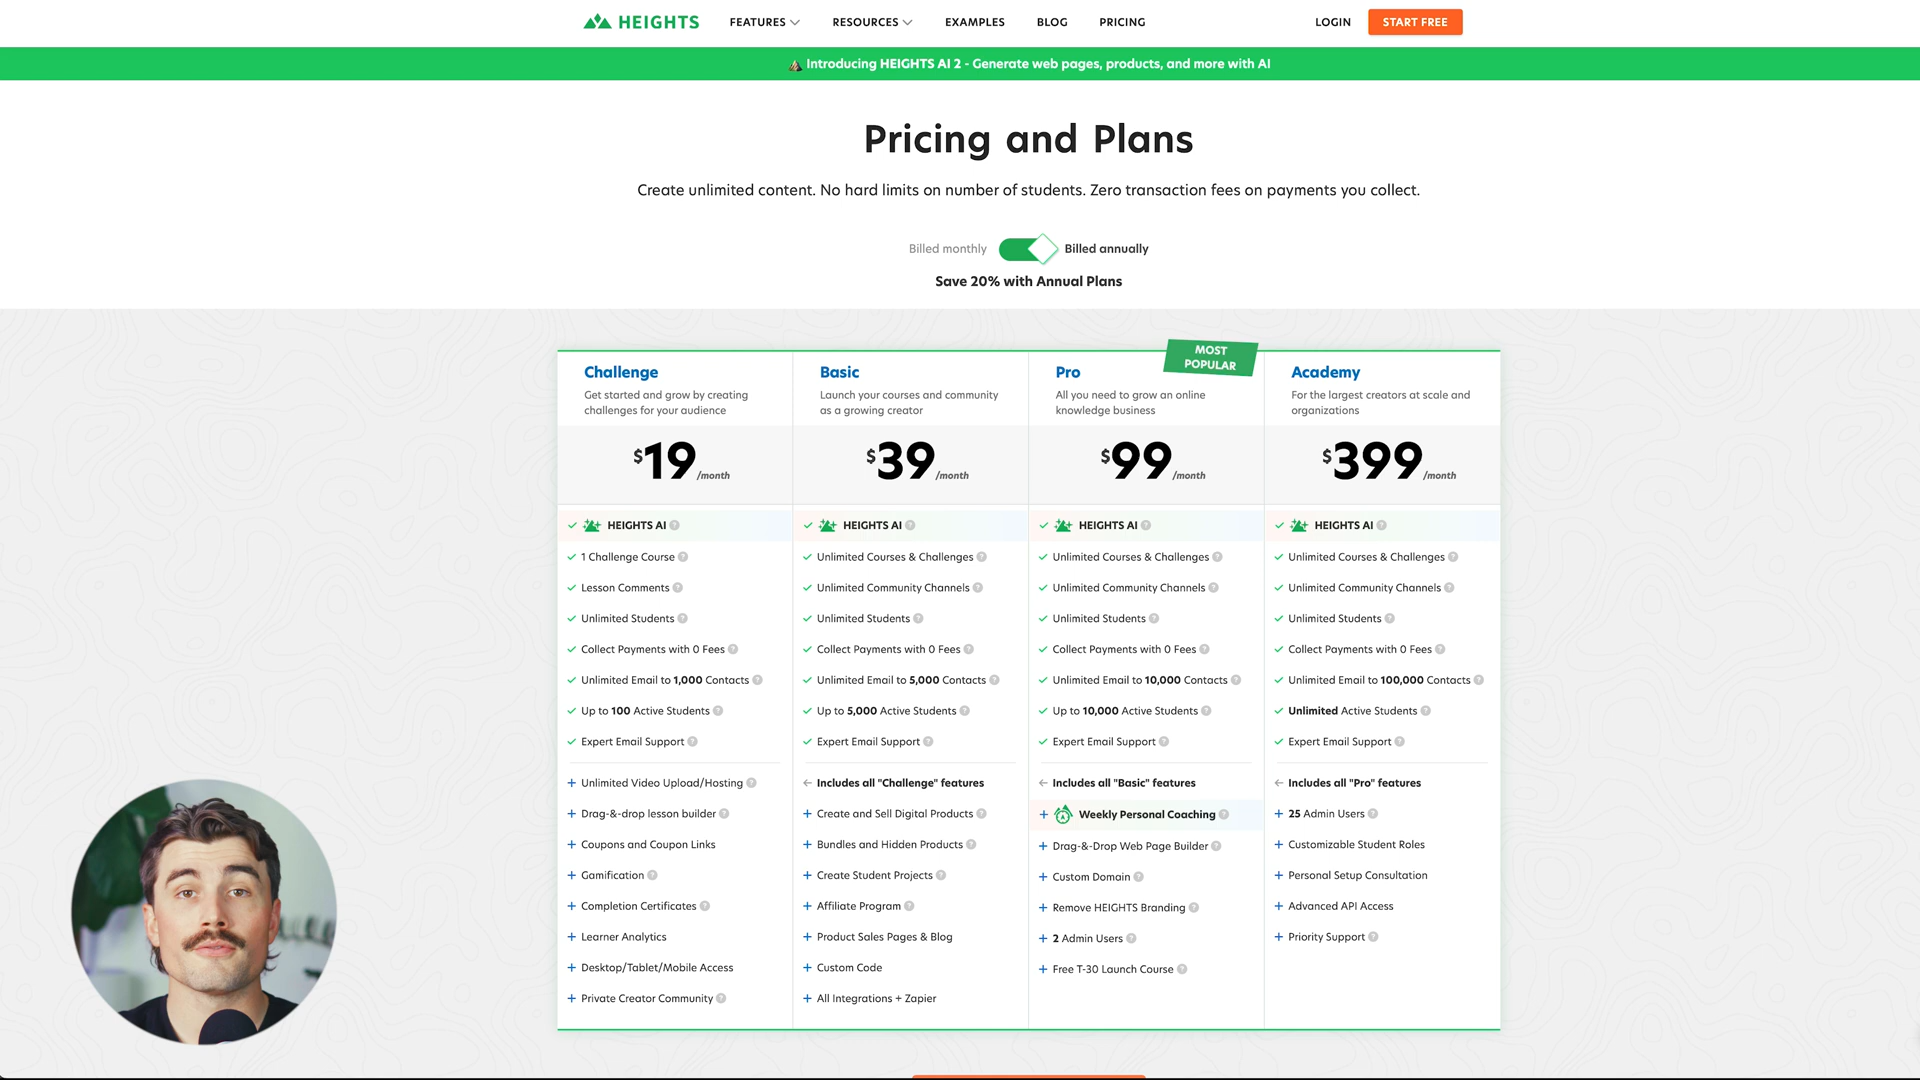 HEIGHTS
FEATURES
RESOURCES
EXAMPLES
BLOG
PRICING
LOGIN
START FREE
Introducing HEIGHTS AI 2 - Generate web pages, products, and more with AI
Pricing and Plans
Create unlimited content. No hard limits on number of students. Zero transaction fees on payments you collect.
Billed monthly
Billed annually
Save 20% with Annual Plans
Challenge
Get started and grow by creating
challenges for your audience
$19/month
HEIGHTS AI
1 Challenge Course
Lesson Comments
Unlimited Students
Collect Payments with 0 Fees
Unlimited Email to 1,000 Contacts
Up to 100 Active Students
Expert Email Support
Unlimited Video Upload/Hosting
Drag-&-drop lesson builder
Coupons and Coupon Links
Gamification
Completion Certificates
Learner Analytics
Desktop/Tablet/Mobile Access
Private Creator Community
Basic
Launch your courses and community
as a growing creator
$39/month
HEIGHTS AI
Unlimited Courses & Challenges
Unlimited Community Channels
Unlimited Students
Collect Payments with 0 Fees
Unlimited Email to 5,000 Contacts
Up to 5,000 Active Students
Expert Email Support
Includes all "Challenge" features
Create and Sell Digital Products
Bundles and Hidden Products
Create Student Projects
Affiliate Program
Product Sales Pages & Blog
Custom Code
All Integrations + Zapier
MOST
POPULAR
Pro
All you need to grow an online
knowledge business
$99/month
HEIGHTS AI
Unlimited Courses & Challenges
Unlimited Community Channels
Unlimited Students
Collect Payments with 0 Fees
Unlimited Email to 10,000 Contacts
Up to 10,000 Active Students
Expert Email Support
Includes all "Basic" features
Weekly Personal Coaching
Drag-&-Drop Web Page Builder
Custom Domain
Remove HEIGHTS Branding
2 Admin Users
Free T-30 Launch Course
Academy
For the largest creators at scale and
organizations
$399/month
HEIGHTS AI
Unlimited Courses & Challenges
Unlimited Community Channels
Unlimited Students
Collect Payments with 0 Fees
Unlimited Email to 100,000 Contacts
Unlimited Active Students
Expert Email Support
Includes all "Pro" features
25 Admin Users
Customizable Student Roles
Personal Setup Consultation
Advanced API Access
Priority Support